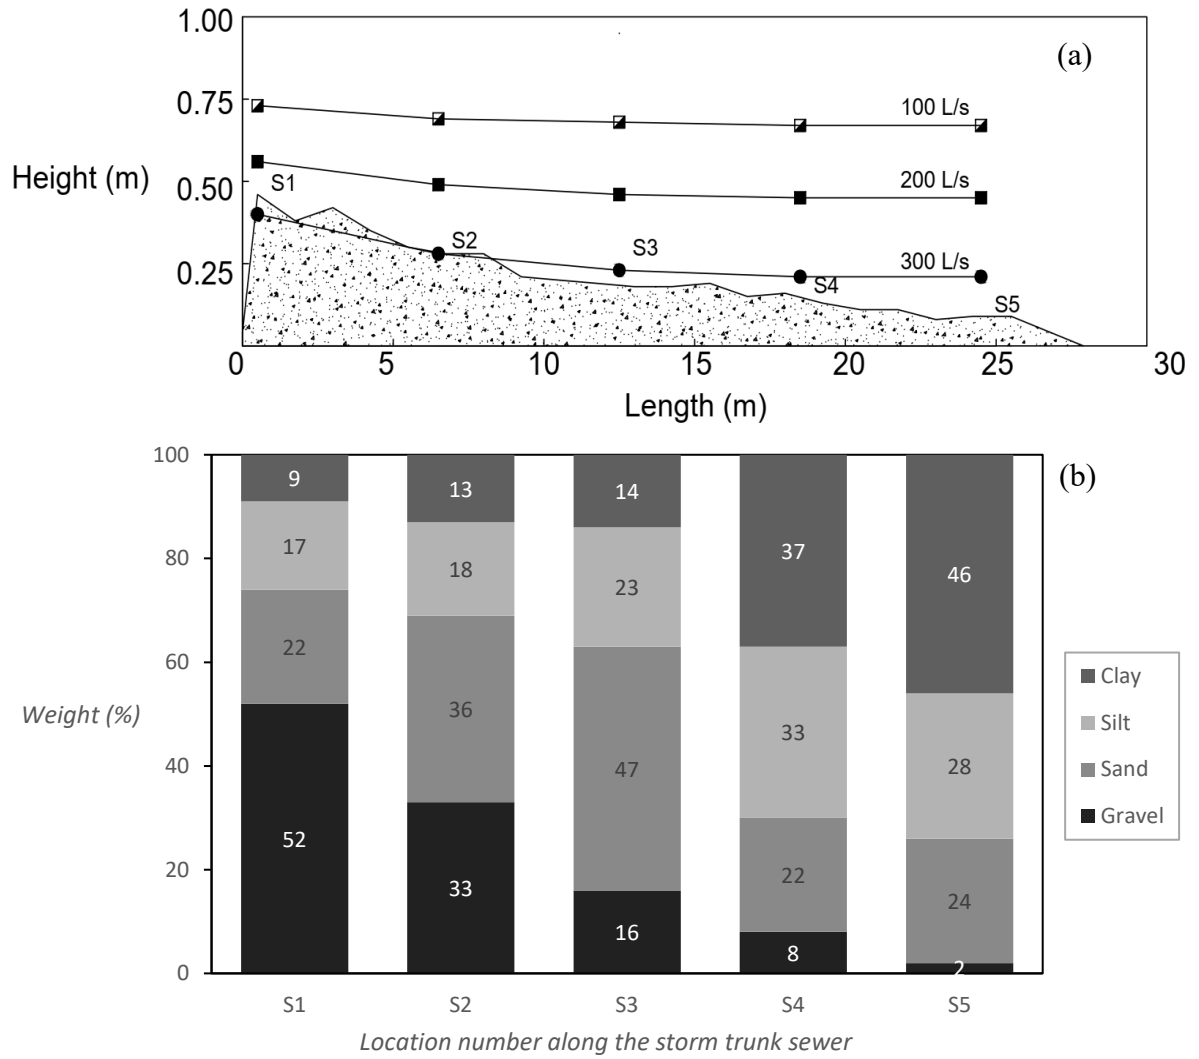 1.00
(a)
0.75
100 L/s
Height (m)
0.50
S1
200 L/s
S2
S3
0.25
300 L/s
S4
S5
0 5 10 15 20 25 30
Length (m)
100
(b)
9
13
14
17
18
23
37
46
80
22
36
47
33
28
60
Clay
Silt
Sand
Gravel
Weight (%)
40
52
33
16
22
24
20
8
2
0
S1 S2 S3 S4 S5
Location number along the storm trunk sewer